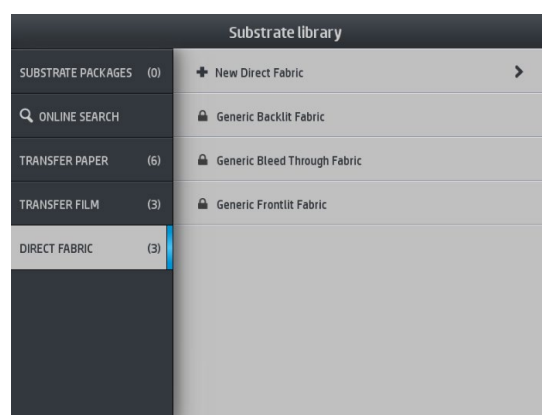 Substrate library
SUBSTRATE PACKAGES (0)
ONLINE SEARCH
TRANSFER PAPER (6)
TRANSFER FILM (3)
DIRECT FABRIC (3)
New Direct Fabric
Generic Backlit Fabric
Generic Bleed Through Fabric
Generic Frontlit Fabric